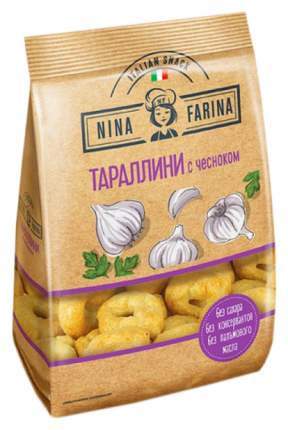 ITALIAN SNACK
NINA FARINA
ТАРАЛЛИНИ с чесноком
без сахара
без консервантов
без пальмового
масла